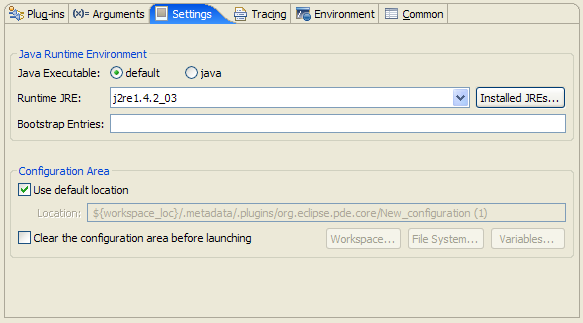 Plug-ins (x)= Arguments Settings Tracing Environment Common
Java Runtime Environment
Java Executable: default java
Runtime JRE: j2re1.4.2_03 Installed JREs...
Bootstrap Entries:
Configuration Area
Use default location
Location: ${workspace_loc}/.metadata/.plugins/org.eclipse.pde.core/New_configuration (1)
Clear the configuration area before launching Workspace... File System... Variables...